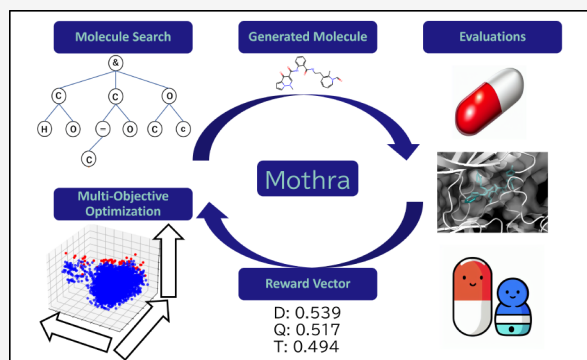 Molecule Search
Generated Molecule
Evaluations
&
C
C
O
H
O
=
O
C
c
C
Mothra
Multi-Objective
Optimization
Reward Vector
D: 0.539
Q: 0.517
T: 0.494